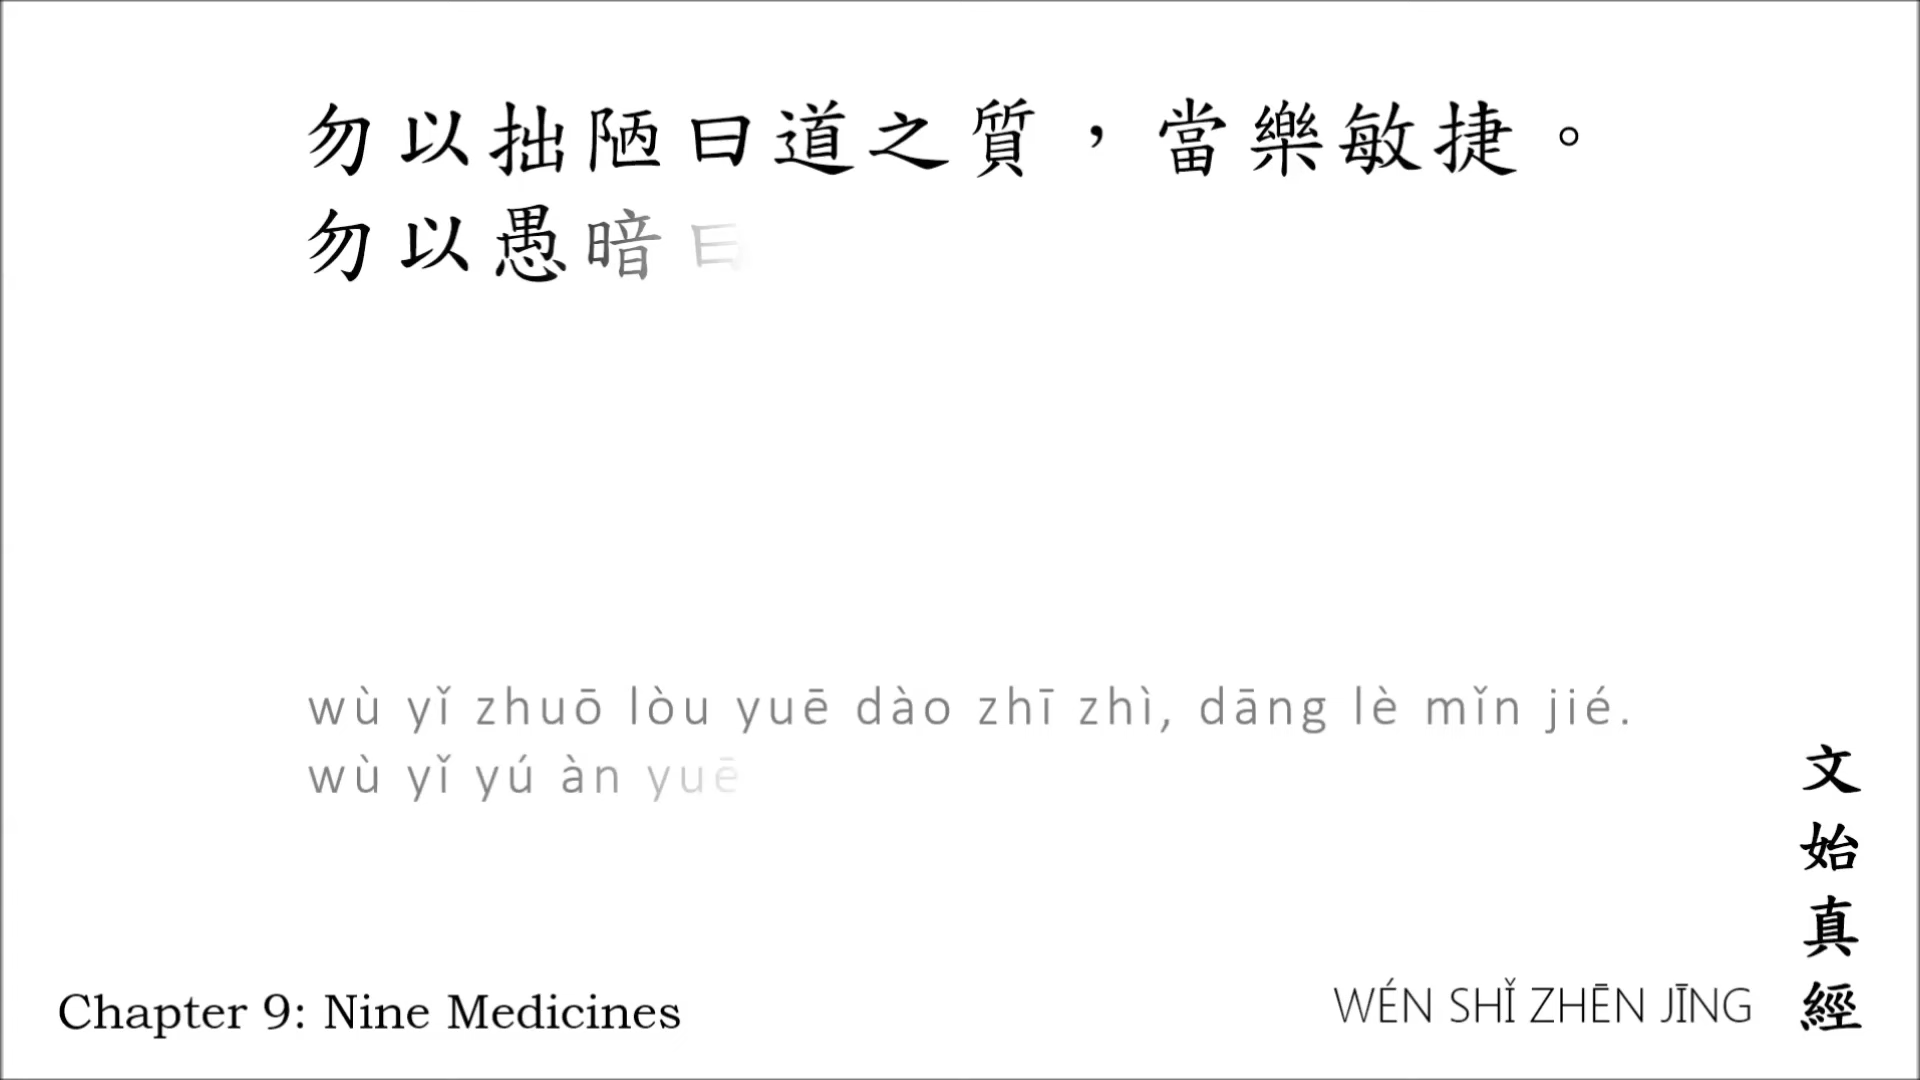 勿以拙陋曰道之質，當樂敏捷。
勿以愚暗曰
wù yǐ zhuō lòu yuē dào zhī zhì, dāng lè mǐn jié.
wù yǐ yú àn yuē
文始真經
Chapter 9: Nine Medicines
WÉN SHǏ ZHĒN JĪNG